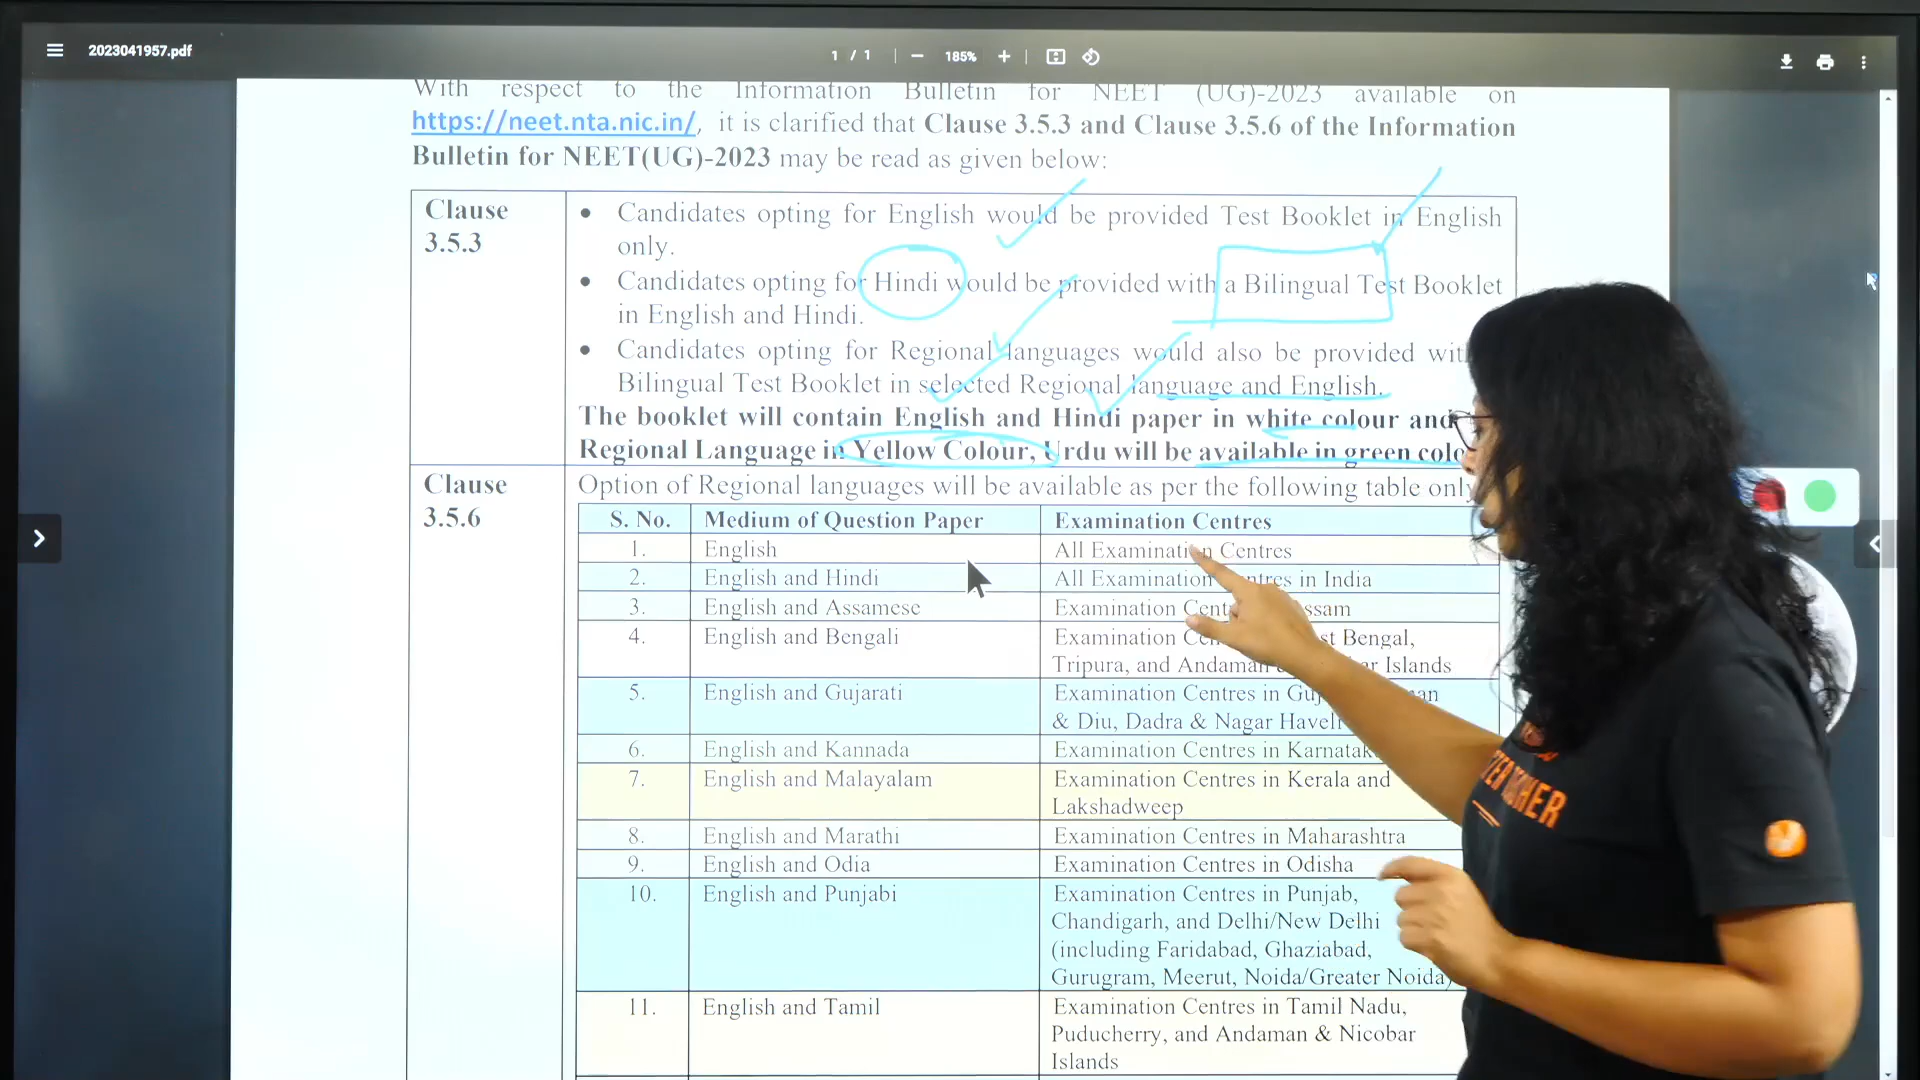 2023041957.pdf
1 / 1
185%
With respect to the Information Bulletin for NEET (UG)-2023 available on
https://neet.nta.nic.in/, it is clarified that Clause 3.5.3 and Clause 3.5.6 of the Information
Bulletin for NEET(UG)-2023 may be read as given below:
Clause
3.5.3
• Candidates opting for English would be provided Test Booklet in English
only.
• Candidates opting for Hindi would be provided with a Bilingual Test Booklet
in English and Hindi.
• Candidates opting for Regional languages would also be provided
Bilingual Test Booklet in selected Regional language and English.
The booklet will contain English and Hindi paper in white colour and
Regional Language in Yellow Colour, Urdu will be available in green
Clause
3.5.6
Option of Regional languages will be available as per the following table only
S. No. Medium of Question Paper Examination Centres
1. English All Examination Centres
2. English and Hindi All Examination in India
3. English and Assamese Examination
4. English and Bengali Examination Bengal,
Tripura, and Andaman Islands
5. English and Gujarati Examination Centres in
& Diu, Dadra & Nagar
6. English and Kannada Examination Centres in
7. English and Malayalam Examination Centres in Kerala and
Lakshadweep
8. English and Marathi Examination Centres in Maharashtra
9. English and Odia Examination Centres in Odisha
10. English and Punjabi Examination Centres in Punjab,
Chandigarh, and Delhi/New Delhi
(including Faridabad, Ghaziabad,
Gurugram, Meerut, Noida/Greater Noida)
11. English and Tamil Examination Centres in Tamil Nadu,
Puducherry, and Andaman & Nicobar
Islands